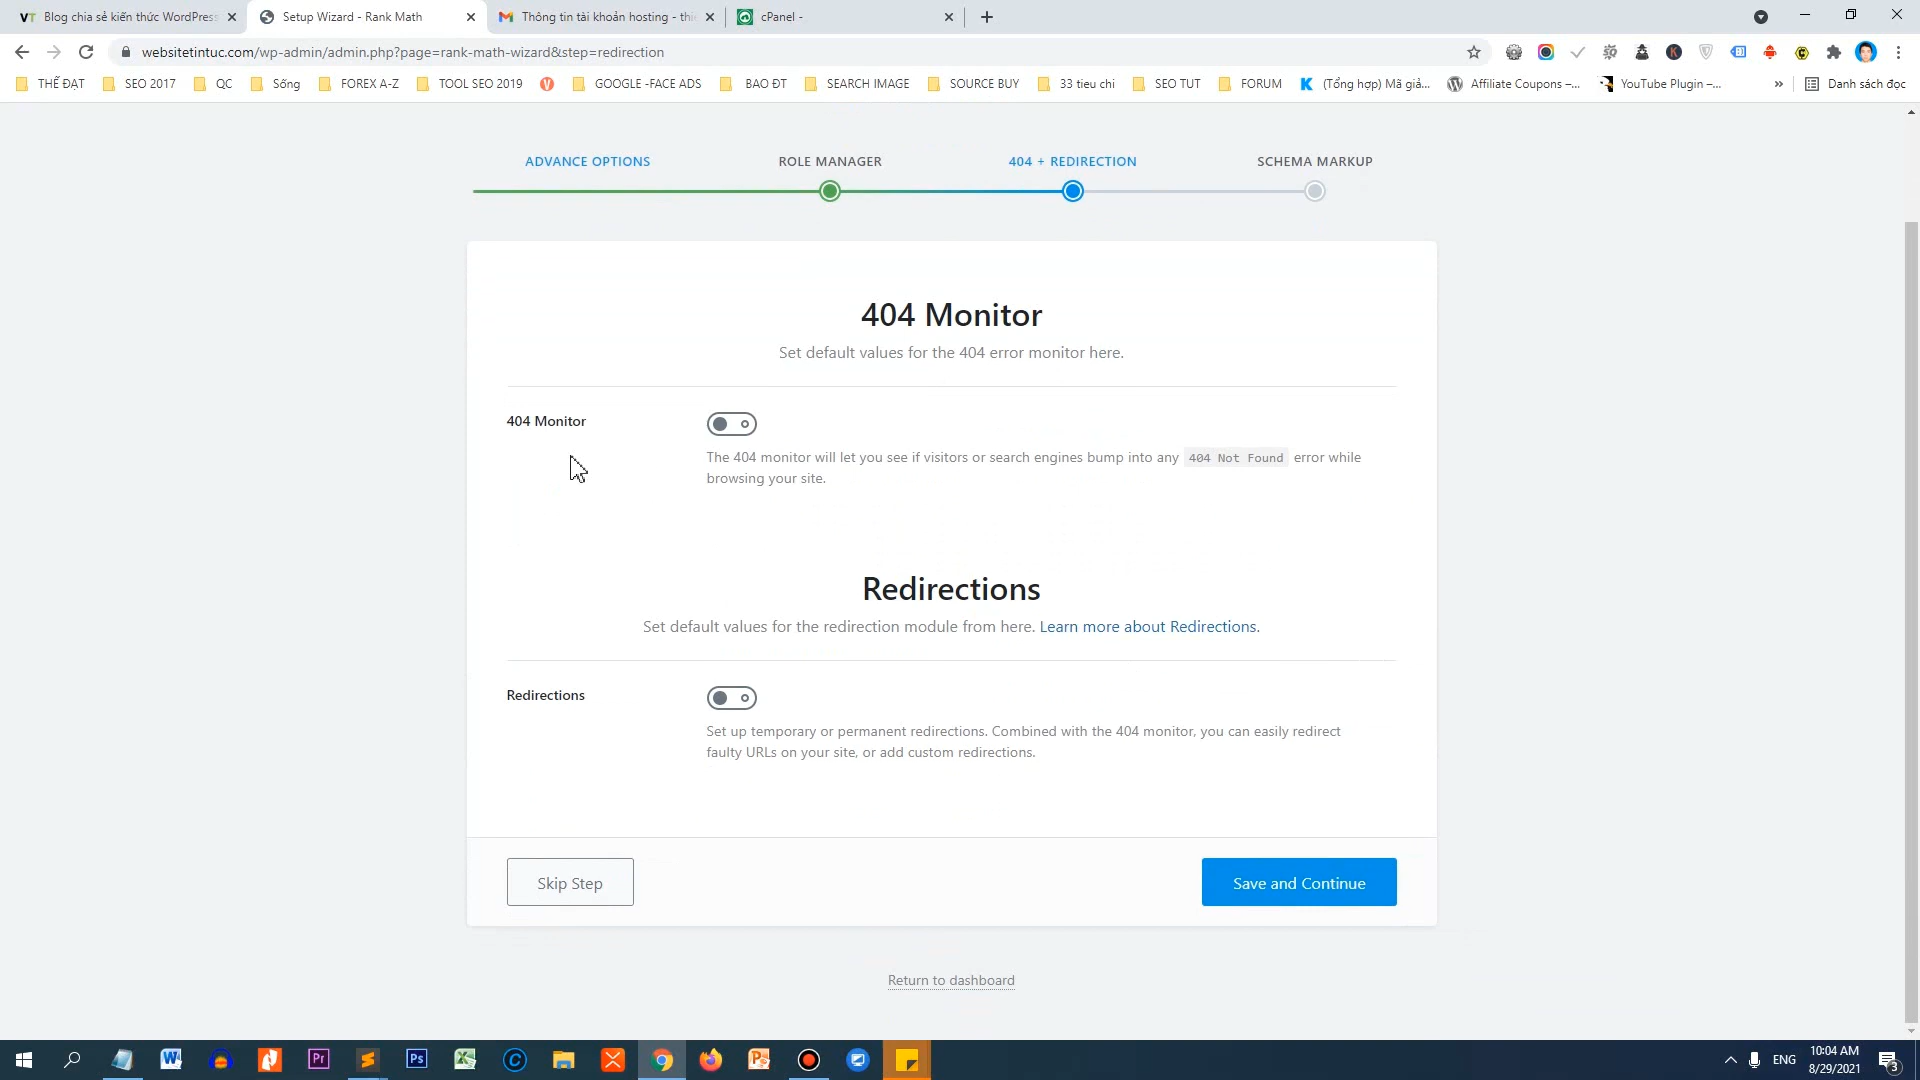 Blog chia sẻ kiến thức WordPress
Setup Wizard - Rank Math
Thông tin tài khoản hosting - thi
cPanel -
websitetintuc.com/wp-admin/admin.php?page=rank-math-wizard&step=redirection
THẾ ĐẠT
SEO 2017
QC
Sống
FOREX A-Z
TOOL SEO 2019
GOOGLE -FACE ADS
BAO ĐT
SEARCH IMAGE
SOURCE BUY
33 tieu chi
SEO TUT
FORUM
(Tổng hợp) Mã giả...
Affiliate Coupons –...
YouTube Plugin –...
»
Danh sách đọc
ADVANCE OPTIONS
ROLE MANAGER
404 + REDIRECTION
SCHEMA MARKUP
404 Monitor
Set default values for the 404 error monitor here.
404 Monitor
The 404 monitor will let you see if visitors or search engines bump into any 404 Not Found error while
browsing your site.
Redirections
Set default values for the redirection module from here. Learn more about Redirections.
Redirections
Set up temporary or permanent redirections. Combined with the 404 monitor, you can easily redirect
faulty URLs on your site, or add custom redirections.
Skip Step
Save and Continue
Return to dashboard
ENG
10:04 AM
8/29/2021
3